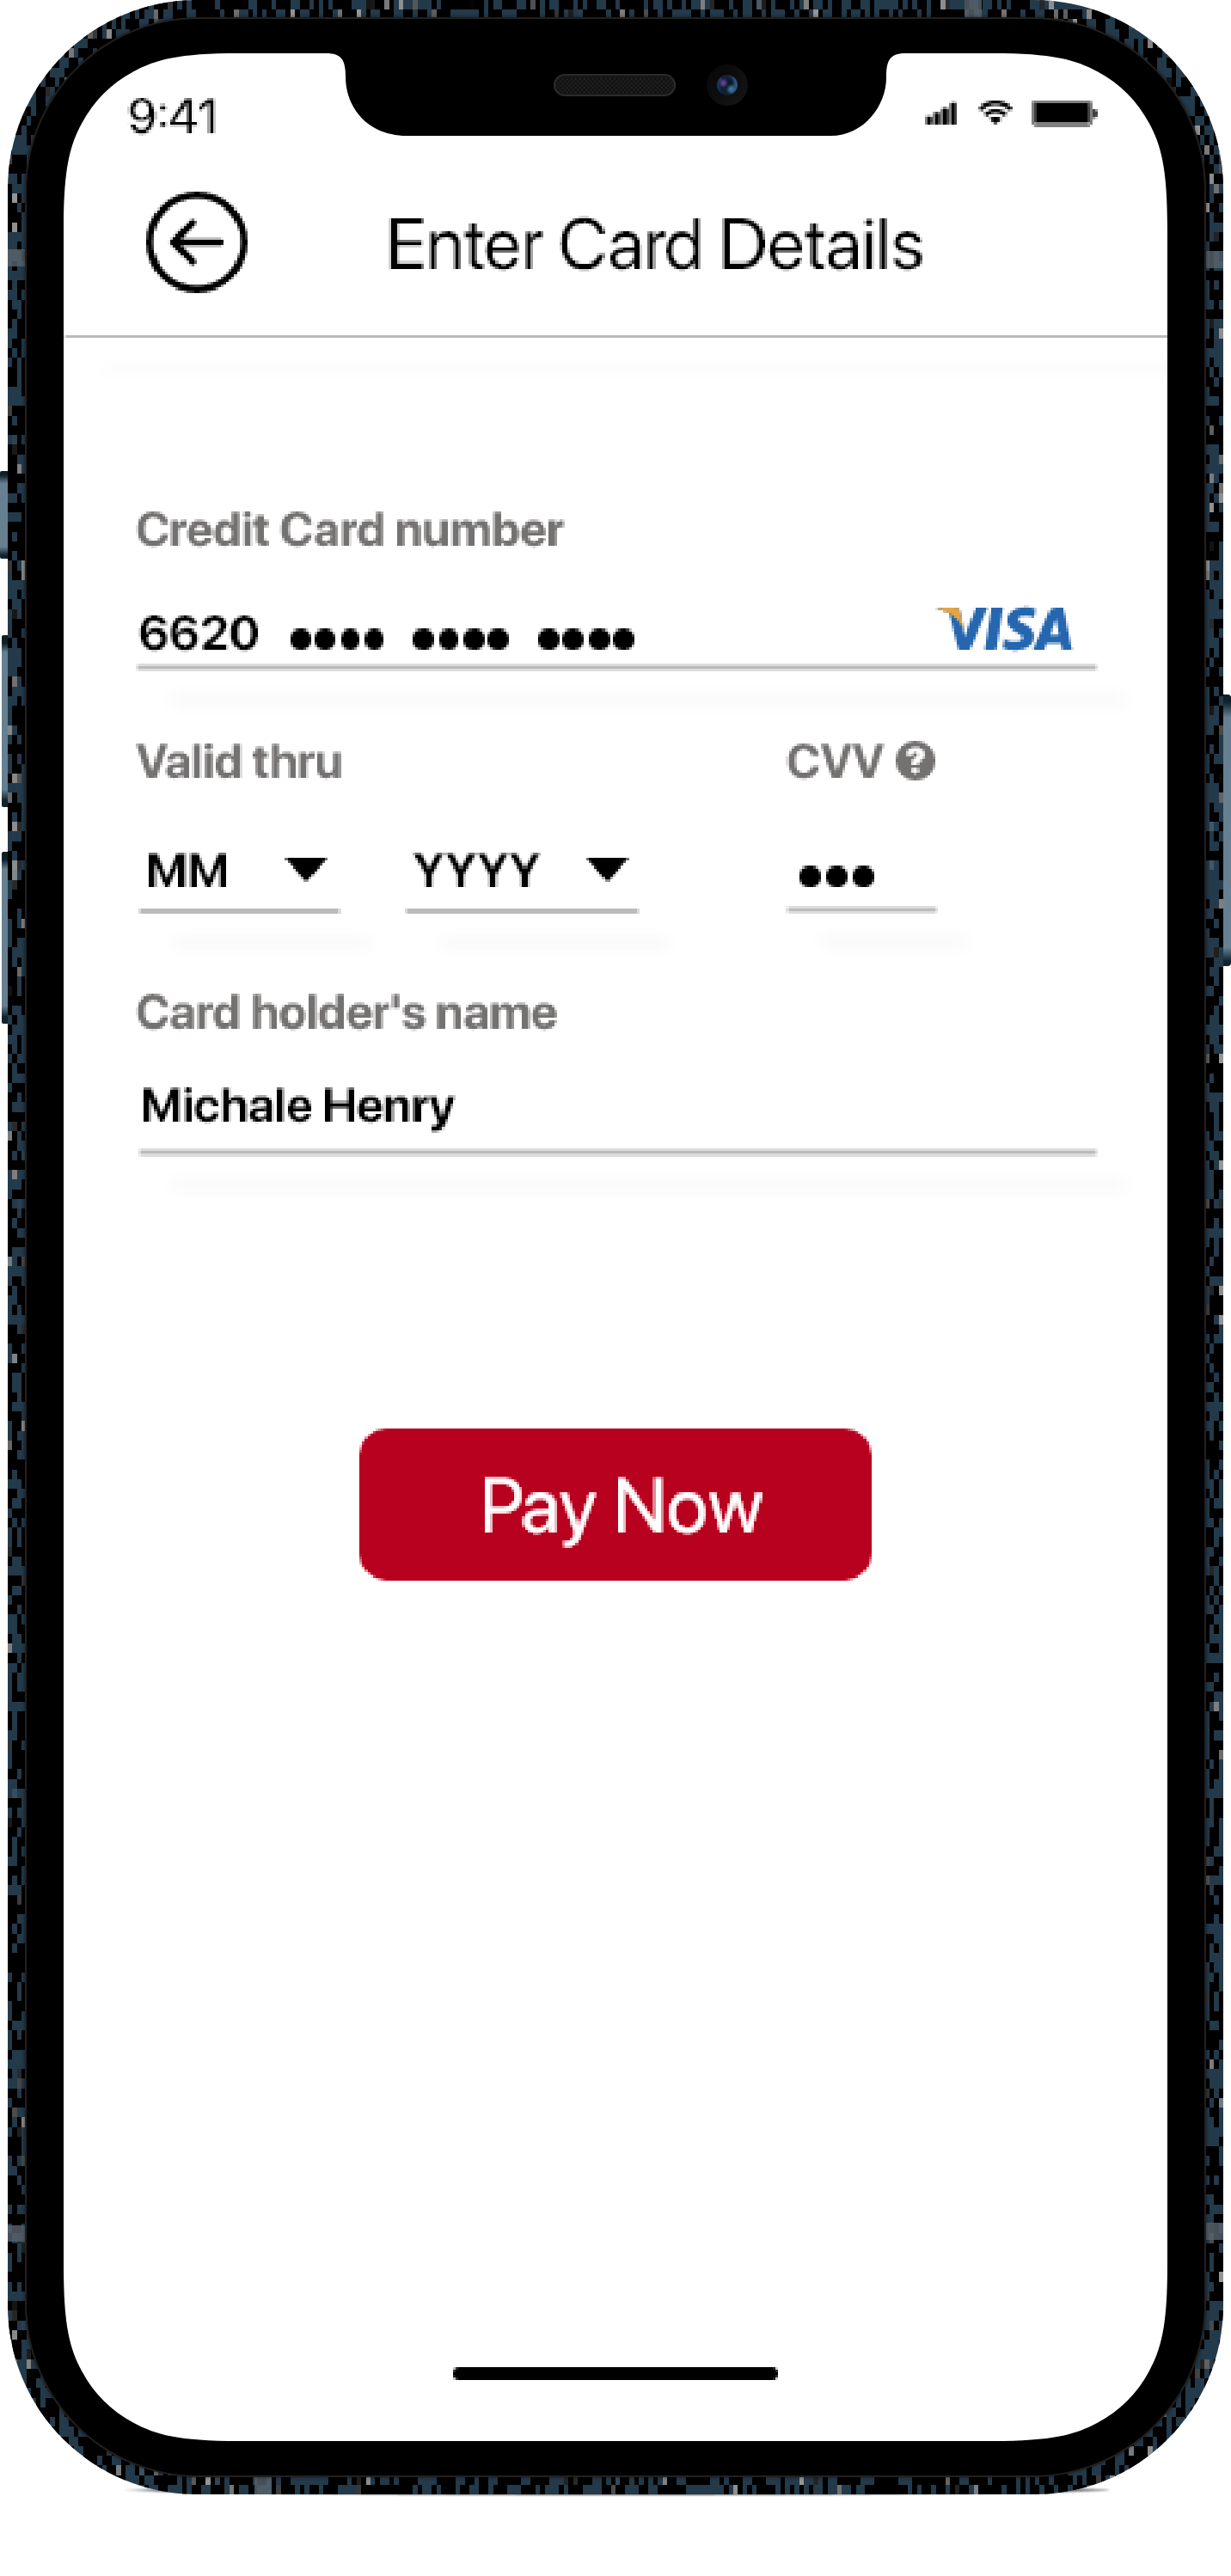 9:41
Enter Card Details
Credit Card number
6620 •••• •••• •••• VISA
Valid thru CVV ?
MM YYYY •••
Card holder's name
Michale Henry
Pay Now